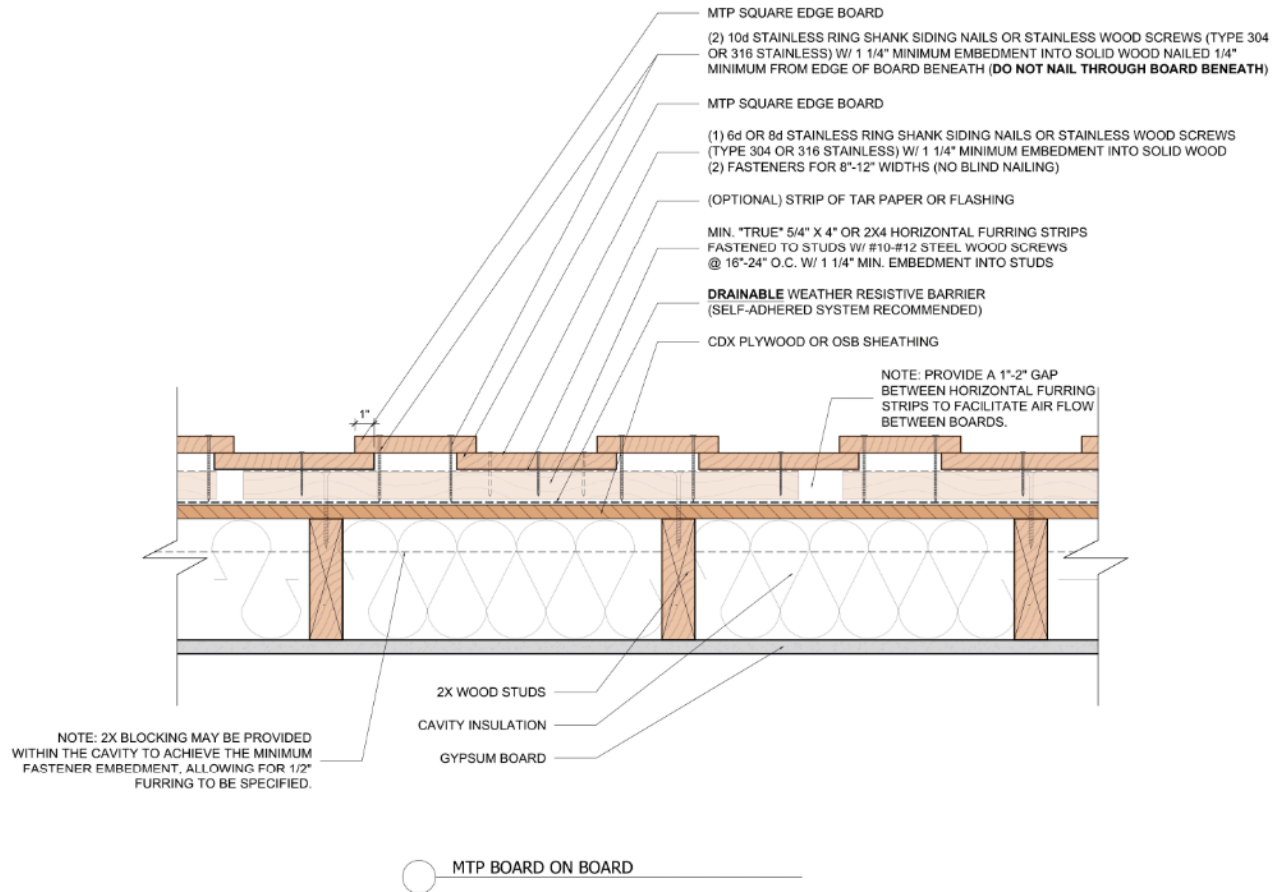 MTP SQUARE EDGE BOARD
(2) 10d STAINLESS RING SHANK SIDING NAILS OR STAINLESS WOOD SCREWS (TYPE 304
OR 316 STAINLESS) W/ 1 1/4" MINIMUM EMBEDMENT INTO SOLID WOOD NAILED 1/4"
MINIMUM FROM EDGE OF BOARD BENEATH (DO NOT NAIL THROUGH BOARD BENEATH)
MTP SQUARE EDGE BOARD
(1) 6d OR 8d STAINLESS RING SHANK SIDING NAILS OR STAINLESS WOOD SCREWS
(TYPE 304 OR 316 STAINLESS) W/ 1 1/4" MINIMUM EMBEDMENT INTO SOLID WOOD
(2) FASTENERS FOR 8"-12" WIDTHS (NO BLIND NAILING)
(OPTIONAL) STRIP OF TAR PAPER OR FLASHING
MIN. "TRUE" 5/4" X 4" OR 2X4 HORIZONTAL FURRING STRIPS
FASTENED TO STUDS W/ #10-#12 STEEL WOOD SCREWS
@ 16"-24" O.C. W/ 1 1/4" MIN. EMBEDMENT INTO STUDS
DRAINABLE WEATHER RESISTIVE BARRIER
(SELF-ADHERED SYSTEM RECOMMENDED)
CDX PLYWOOD OR OSB SHEATHING
NOTE: PROVIDE A 1"-2" GAP
BETWEEN HORIZONTAL FURRING
STRIPS TO FACILITATE AIR FLOW
BETWEEN BOARDS.
1"
2X WOOD STUDS
CAVITY INSULATION
GYPSUM BOARD
NOTE: 2X BLOCKING MAY BE PROVIDED
WITHIN THE CAVITY TO ACHIEVE THE MINIMUM
FASTENER EMBEDMENT, ALLOWING FOR 1/2"
FURRING TO BE SPECIFIED.
MTP BOARD ON BOARD